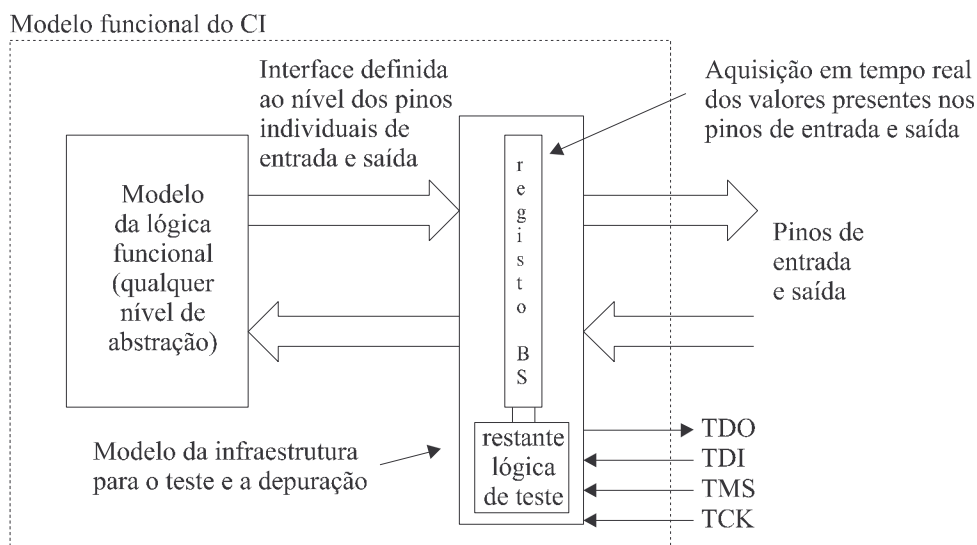 Modelo funcional do CI
Interface definida
ao nível dos pinos
individuais de
entrada e saída
Aquisição em tempo real
dos valores presentes nos
pinos de entrada e saída
Modelo
da lógica
funcional
(qualquer
nível de
abstração)
registo BS
Pinos de
entrada
e saída
Modelo da infraestrutura
para o teste e a depuração
restante
lógica
de teste
TDO
TDI
TMS
TCK